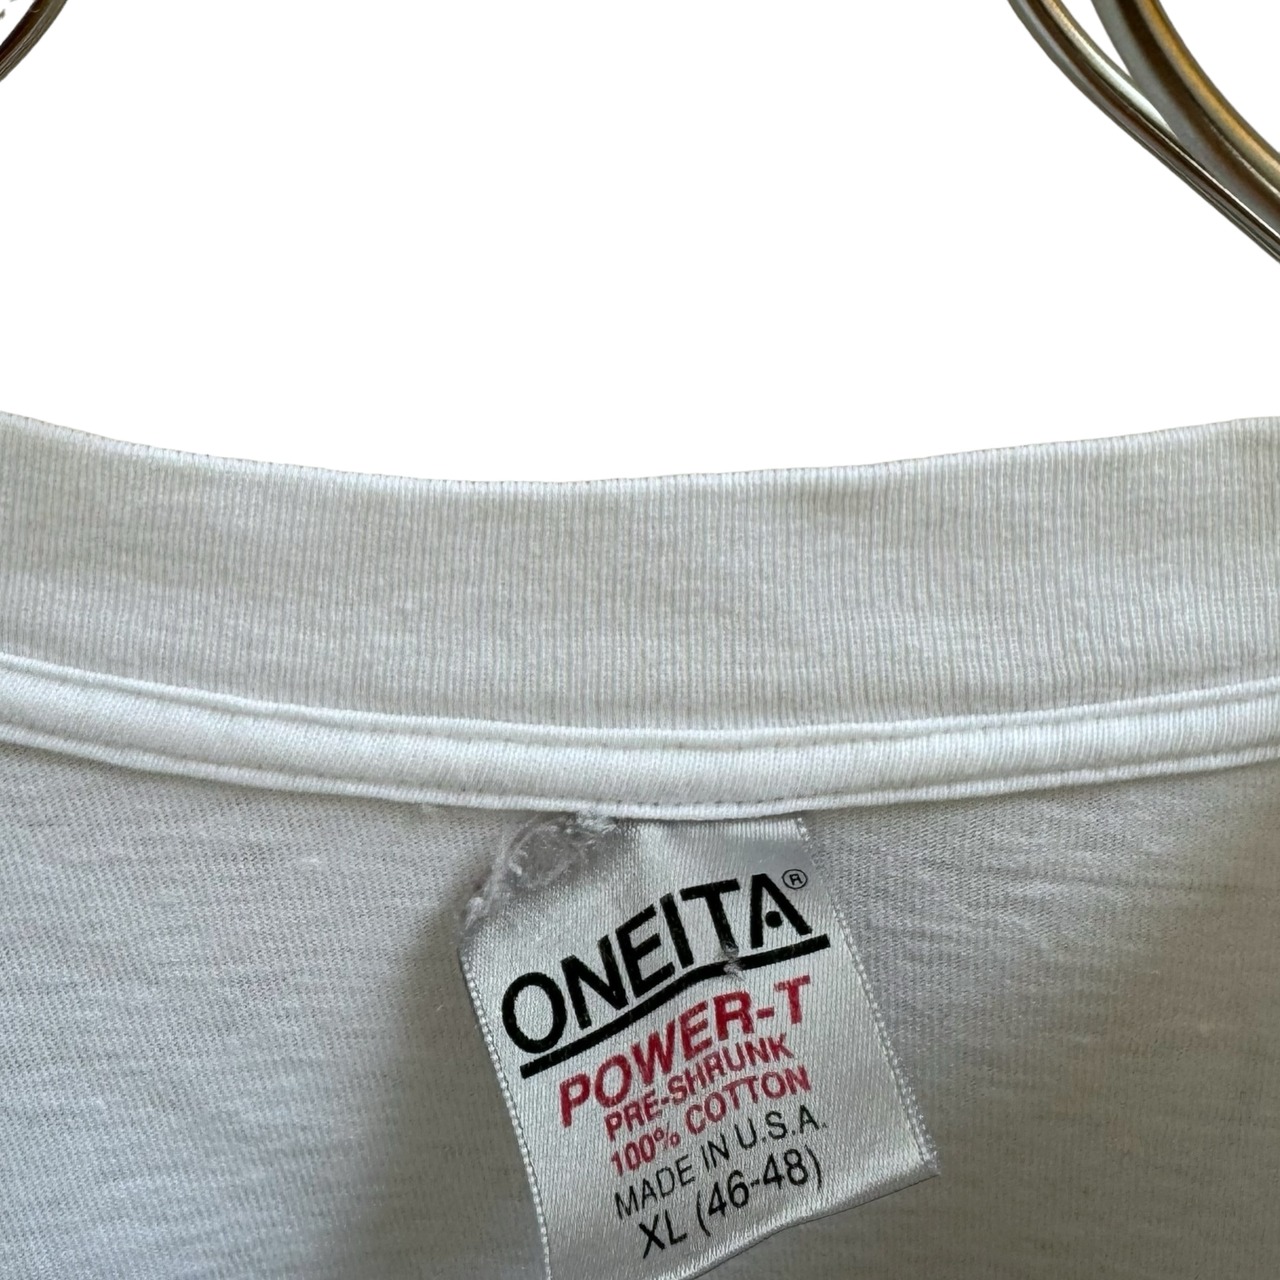 ONEITA®
POWER-T
PRE-SHRUNK
100% COTTON
MADE IN U.S.A.
XL (46-48)